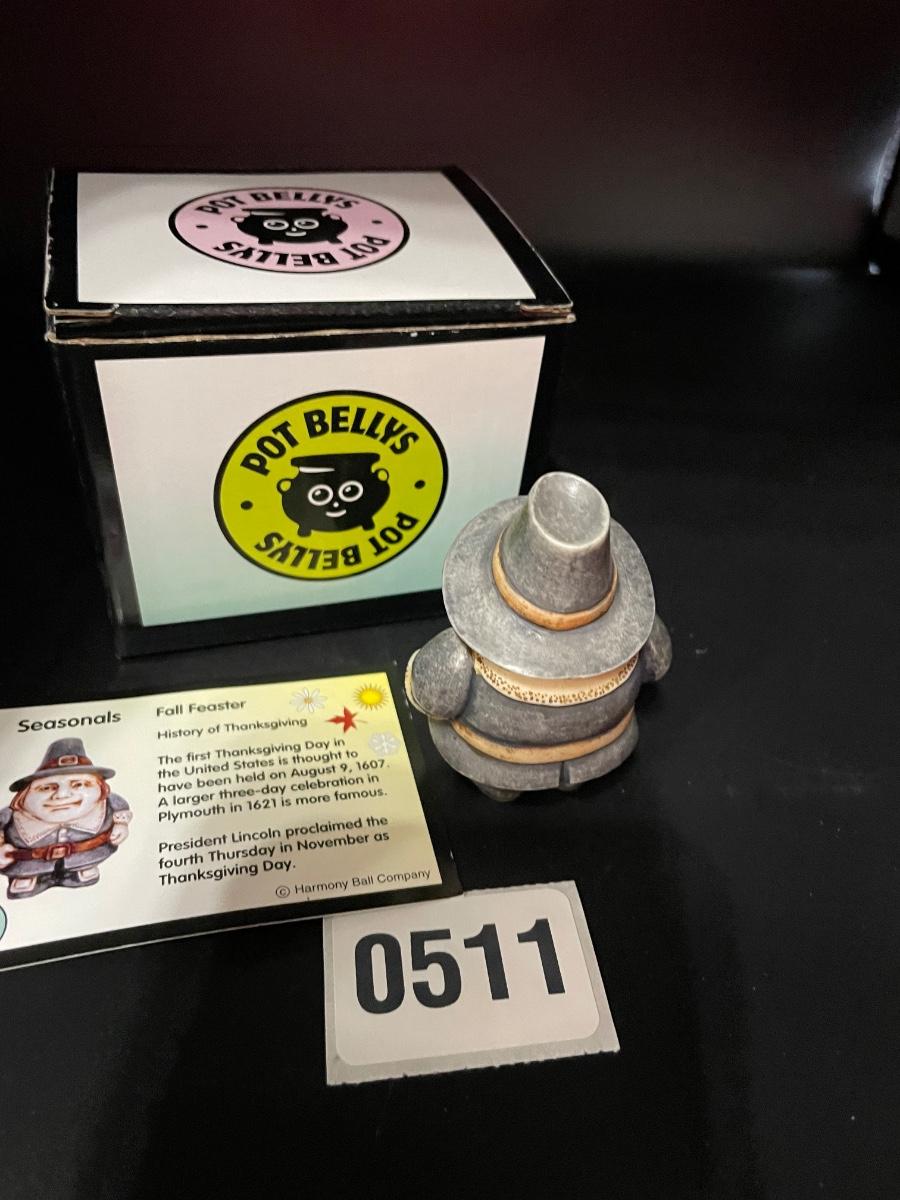 POT BELLYS
POT BELLYS
POT BELLYS
POT BELLYS
Seasonals
Fall Feaster
History of Thanksgiving
The first Thanksgiving Day in
the United States is thought to
have been held on August 9, 1607.
A larger three-day celebration in
Plymouth in 1621 is more famous.
President Lincoln proclaimed the
fourth Thursday in November as
Thanksgiving Day.
© Harmony Ball Company
0511